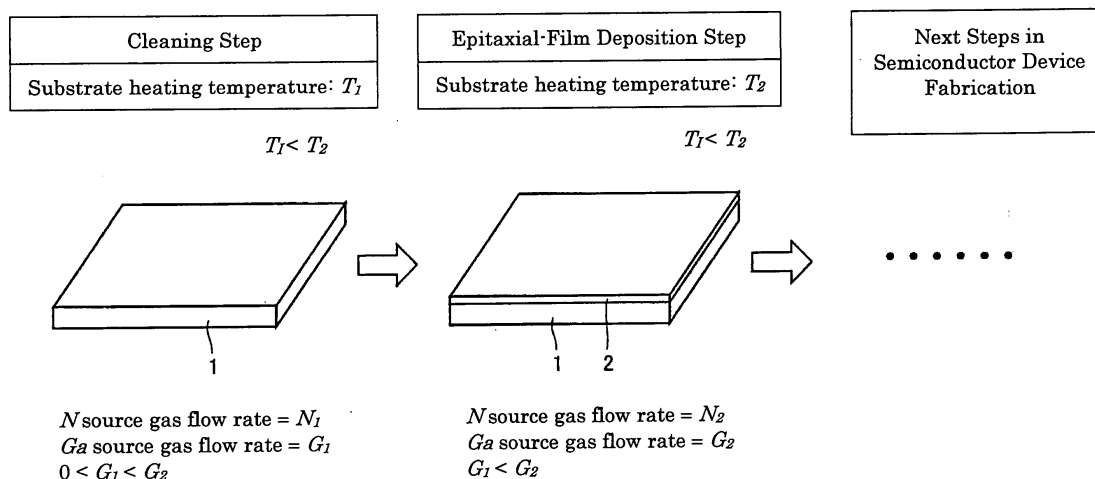 Cleaning Step
Substrate heating temperature: T₁
T₁< T₂
1
N source gas flow rate = N₁
Ga source gas flow rate = G₁
0 < G₁ < G₂
Epitaxial-Film Deposition Step
Substrate heating temperature: T₂
T₁< T₂
1 2
N source gas flow rate = N₂
Ga source gas flow rate = G₂
G₁ < G₂
Next Steps in
Semiconductor Device
Fabrication